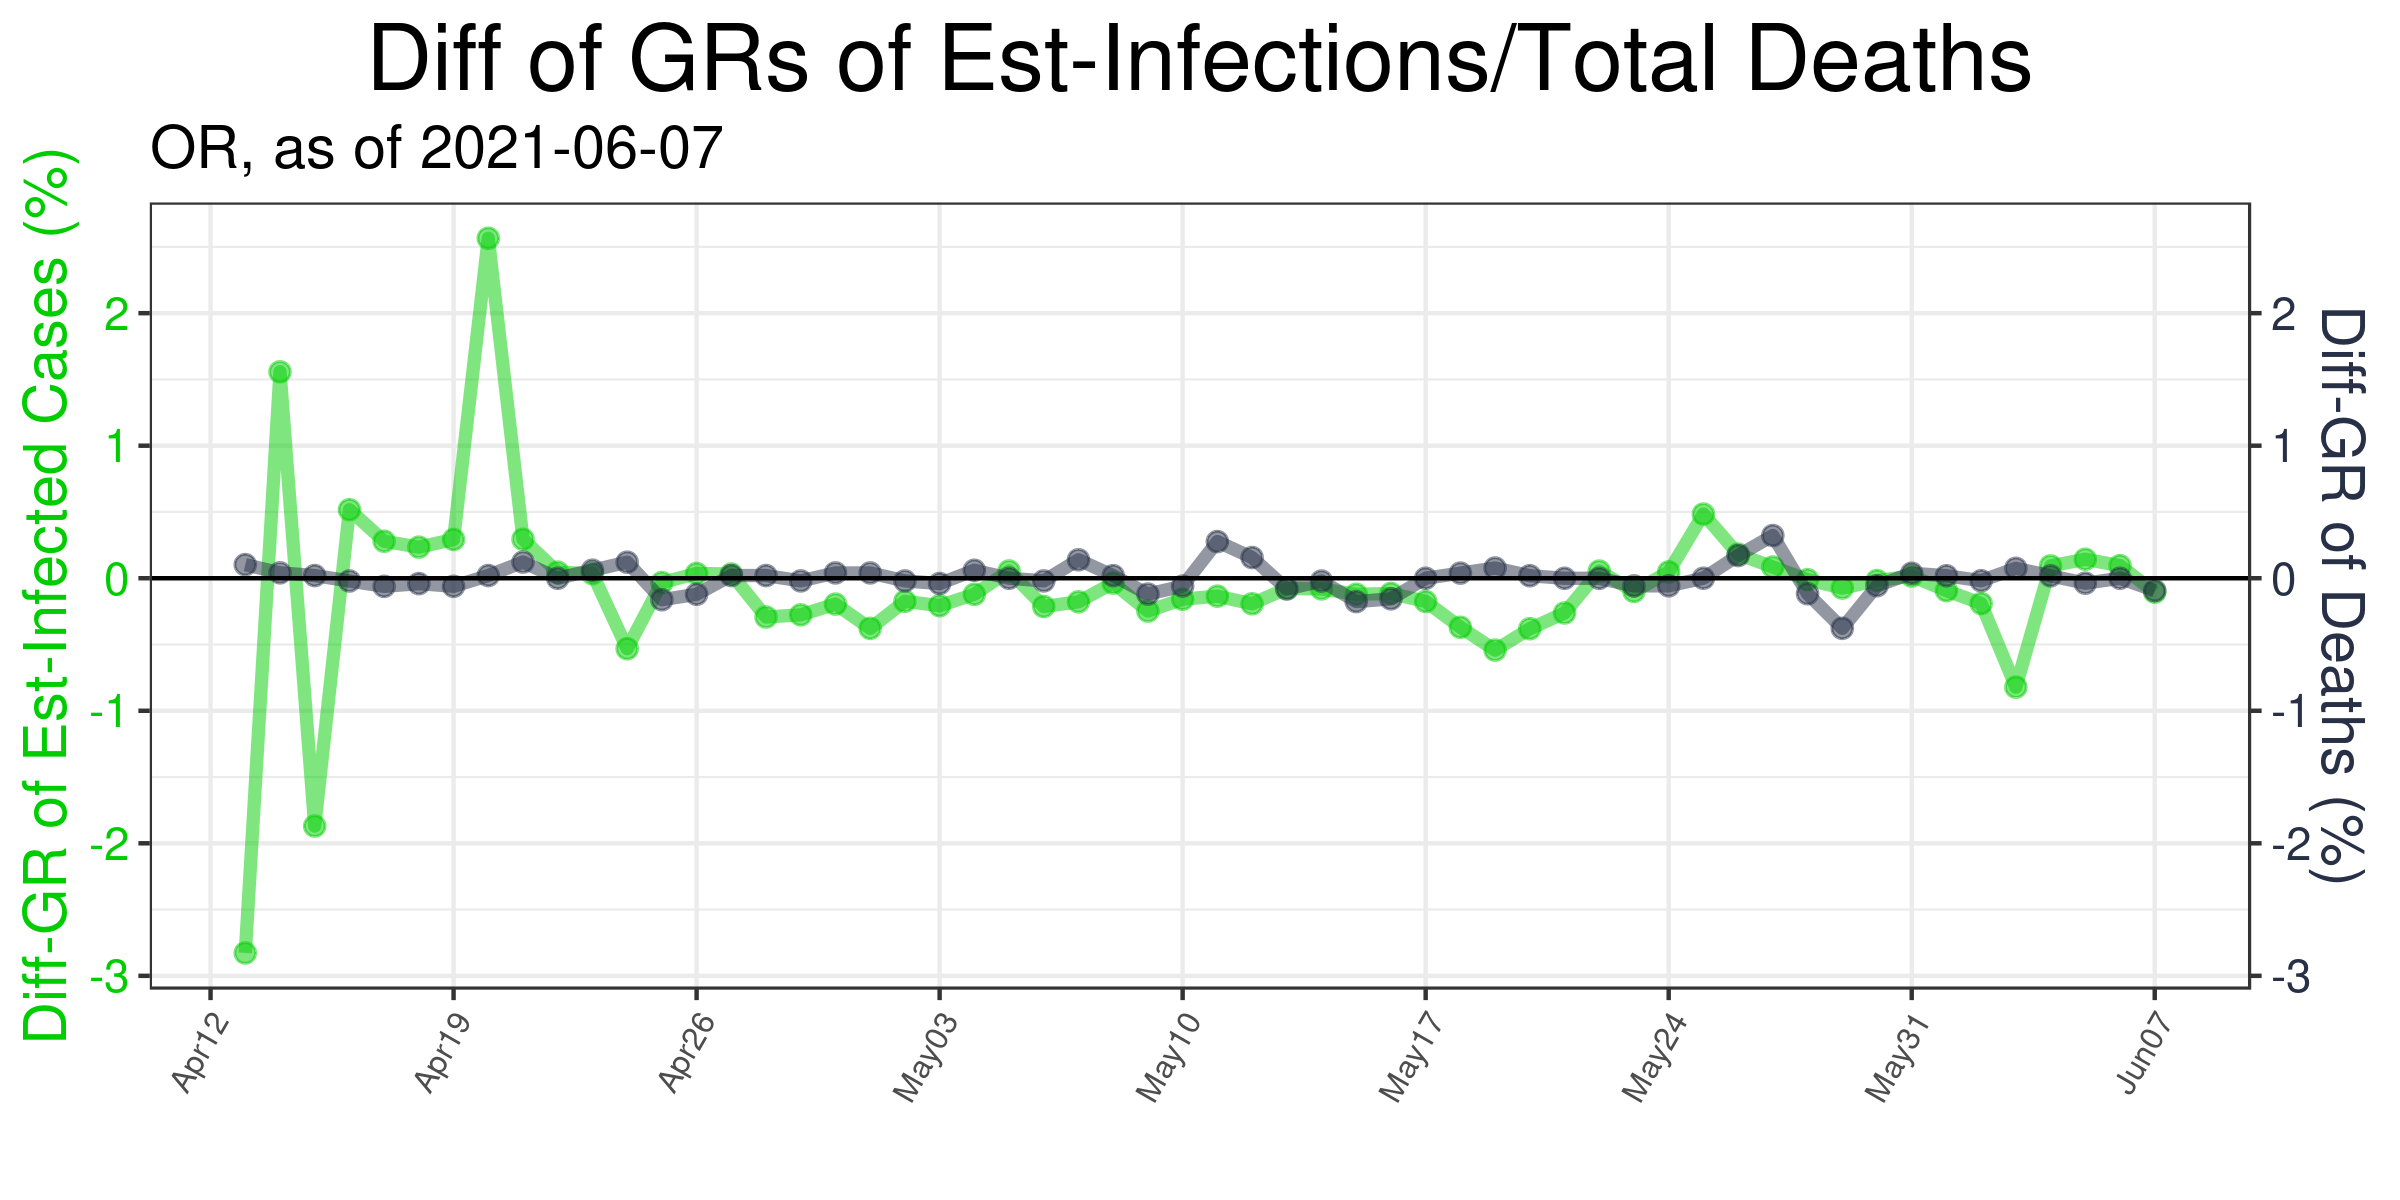 Diff of GRs of Est-Infections/Total Deaths
OR, as of 2021-06-07
Diff-GR of Est-Infected Cases (%)
2
1
0
-1
-2
-3
2
1
0
-1
-2
-3
Diff-GR of Deaths (%)
Apr12
Apr19
Apr26
May03
May10
May17
May24
May31
Jun07